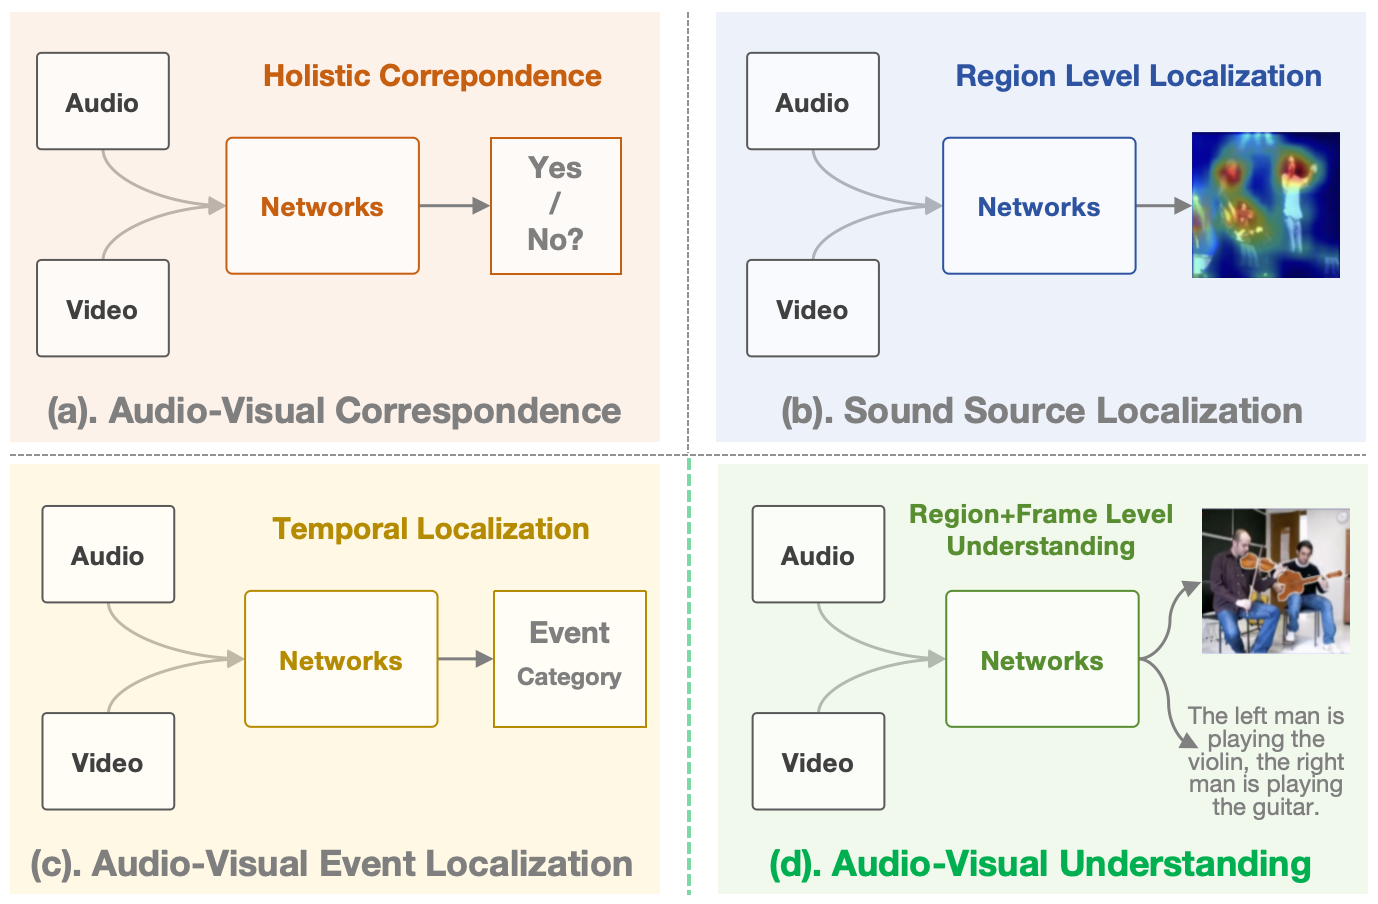 Audio
Holistic Correpondence
Networks
Yes
/
No?
Video
(a). Audio-Visual Correspondence
Audio
Region Level Localization
Networks
Video
(b). Sound Source Localization
Audio
Temporal Localization
Networks
Event
Category
Video
(c). Audio-Visual Event Localization
Audio
Region+Frame Level
Understanding
Networks
Video
The left man is
playing the
violin, the right
man is playing
the guitar.
(d). Audio-Visual Understanding